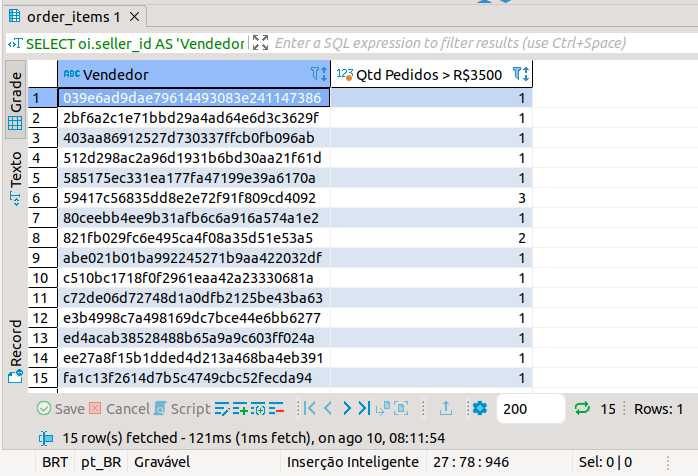 order_items 1
SELECT oi.seller_id AS 'Vendedor Enter a SQL expression to filter results (use Ctrl+Space)
Grade
Texto
Record
ABC Vendedor 123 Qtd Pedidos > R$3500
1 039e6ad9dae79614493083e241147386 1
2 2bf6a2c1e71bbd29a4ad64e6d3c3629f 1
3 403aa86912527d730337ffcb0fb096ab 1
4 512d298ac2a96d1931b6bd30aa21f61d 1
5 585175ec331ea177fa47199e39a6170a 1
6 59417c56835dd8e2e72f91f809cd4092 3
7 80ceebb4ee9b31afb6c6a916a574a1e2 1
8 821fb029fc6e495ca4f08a35d51e53a5 2
9 abe021b01ba992245271b9aa422032df 1
10 c510bc1718f0f2961eaa42a23330681a 1
11 c72de06d72748d1a0dfb2125be43ba63 1
12 e3b4998c7a498169dc7bce44e6bb6277 1
13 ed4acab38528488b65a9a9c603ff024a 1
14 ee27a8f15b1dded4d213a468ba4eb391 1
15 fa1c13f2614d7b5c4749cbc52fecda94 1
Save Cancel Script 200 15 Rows: 1
15 row(s) fetched - 121ms (1ms fetch), on ago 10, 08:11:54
BRT pt_BR Gravável Inserção Inteligente 27 : 78 : 946 Sel: 0 | 0